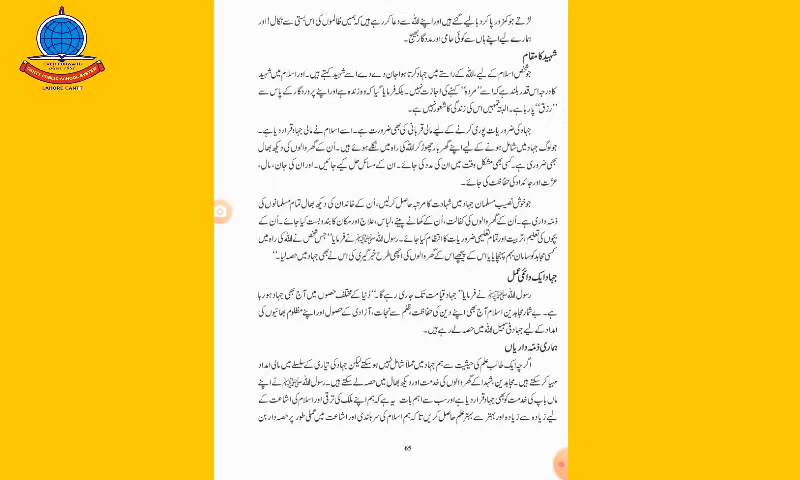 CANTT PUBLIC SCHOOL SYSTEM
LAHORE CANTT
لڑتے جو کمزور پا کر دبا لیے گئے ہیں اور اپنے اللہ سے دعا کر رہے ہیں کہ ہمیں ظالموں کی اس بستی سے نکال! اور
ہمارے لیے اپنے ہاں سے کوئی حامی اور مددگار بھیج۔
شہید کا مقام
جو شخص اسلام کے لیے، اللہ کے راستے میں جہاد کرتا ہوا جان دے دے اسے شہید کہتے ہیں۔ اور اسلام میں شہید
کا درجہ اس قدر بلند ہے کہ اسے "مردہ" کہنے کی اجازت نہیں۔ بلکہ فرمایا گیا کہ وہ زندہ ہے اور اپنے پروردگار کے پاس سے
"رزق" پا رہا ہے۔ البتہ تمہیں اس کی زندگی کا شعور نہیں ہے۔
جہاد کی ضروریات پوری کرنے کے لیے مالی قربانی کی بھی ضرورت ہے۔ اسے اسلام نے مالی جہاد قرار دیا ہے۔
جو لوگ جہاد میں شامل ہونے کے لیے اپنے گھر بار چھوڑ کر اللہ کی راہ میں نکلے ہوئے ہیں۔ اُن کے گھر والوں کی دیکھ بھال
بھی ضروری ہے۔ کسی بھی مشکل وقت میں ان کی مدد کی جائے۔ ان کے مسائل حل کیے جائیں۔ اور ان کی جان، مال،
عزّت اور جائداد کی حفاظت کی جائے۔
جو خوش نصیب مسلمان جہاد میں شہادت کا مرتبہ حاصل کر لیں، اُن کے خاندان کی دیکھ بھال تمام مسلمانوں کی
ذمّہ داری ہے۔ اُن کے گھر والوں کی کفالت، اُن کے کھانے پینے، لباس، علاج اور مکان کا بندوبست کیا جائے۔ اُن کے
بچوں کی تعلیم، تربیت اور تمام تعلیمی ضروریات کا انتظام کیا جائے۔ رسول اللہ ﷺ نے فرمایا "جس شخص نے اللہ کی راہ میں
کسی مجاہد کو سامان بہم پہنچایا یا اس کے پیچھے اس کے گھر والوں کی اچھی طرح خبر گیری کی اس نے بھی جہاد میں حصہ لیا۔"
جہاد ایک دائمی عمل
رسول اللہ ﷺ نے فرمایا "جہاد قیامت تک جاری رہے گا۔" دُنیا کے مختلف حصوں میں آج بھی جہاد ہو رہا
ہے۔ بے شمار مجاہدین اسلام آج بھی اپنے دین کی حفاظت، ظلم سے نجات، آزادی کے حصول اور اپنے مظلوم بھائیوں کی
امداد کے لیے جہاد فی سبیل اللہ میں حصہ لے رہے ہیں۔
ہماری ذمّہ داریاں
اگرچہ ایک طالب علم کی حیثیت سے ہم جہاد میں عملاً شامل نہیں ہو سکتے لیکن جہاد کی تیاری کے سلسلے میں مالی امداد
مہیا کر سکتے ہیں۔ مجاہدین، شہدا کے گھر والوں کی خدمت اور دیکھ بھال میں حصہ لے سکتے ہیں۔ رسول اللہ ﷺ نے اپنے
ماں باپ کی خدمت کو بھی جہاد قرار دیا ہے اور سب سے اہم بات یہ ہے کہ ہم اپنے ملک کی ترقی اور اسلام کی اشاعت کے
لیے زیادہ سے زیادہ اور بہتر سے بہتر علم حاصل کریں تاکہ ہم اسلام کی سربلندی اور اشاعت میں عملی طور پر حصہ دار بن
65